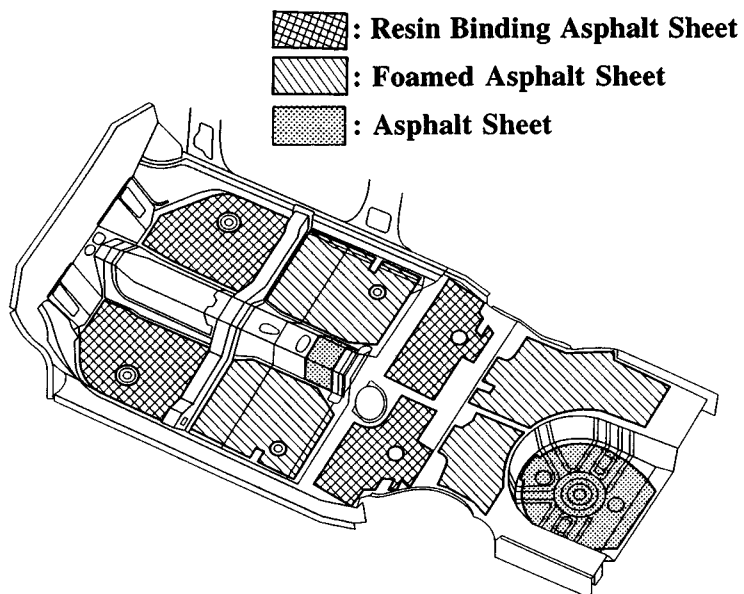 : Resin Binding Asphalt Sheet
: Foamed Asphalt Sheet
: Asphalt Sheet